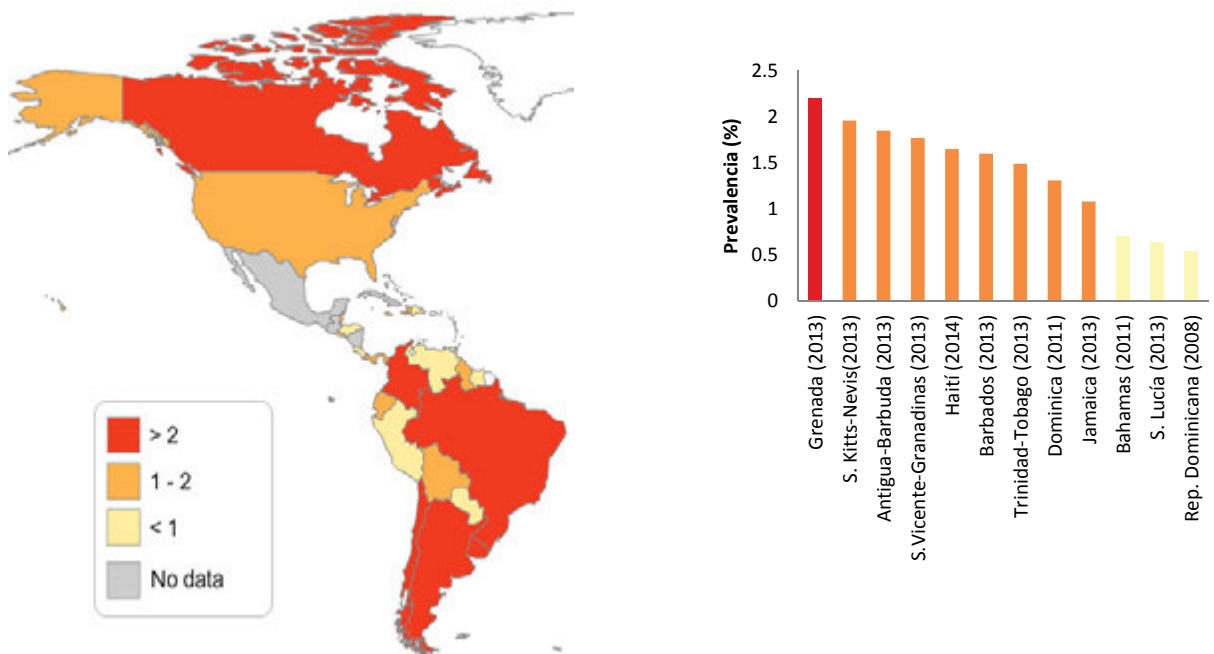 > 2
1 - 2
< 1
No data
Prevalencia (%)
2.5
2
1.5
1
0.5
0
Grenada (2013)
S. Kitts-Nevis(2013)
Antigua-Barbuda (2013)
S.Vicente-Granadinas (2013)
Haití (2014)
Barbados (2013)
Trinidad-Tobago (2013)
Dominica (2011)
Jamaica (2013)
Bahamas (2011)
S. Lucía (2013)
Rep. Dominicana (2008)